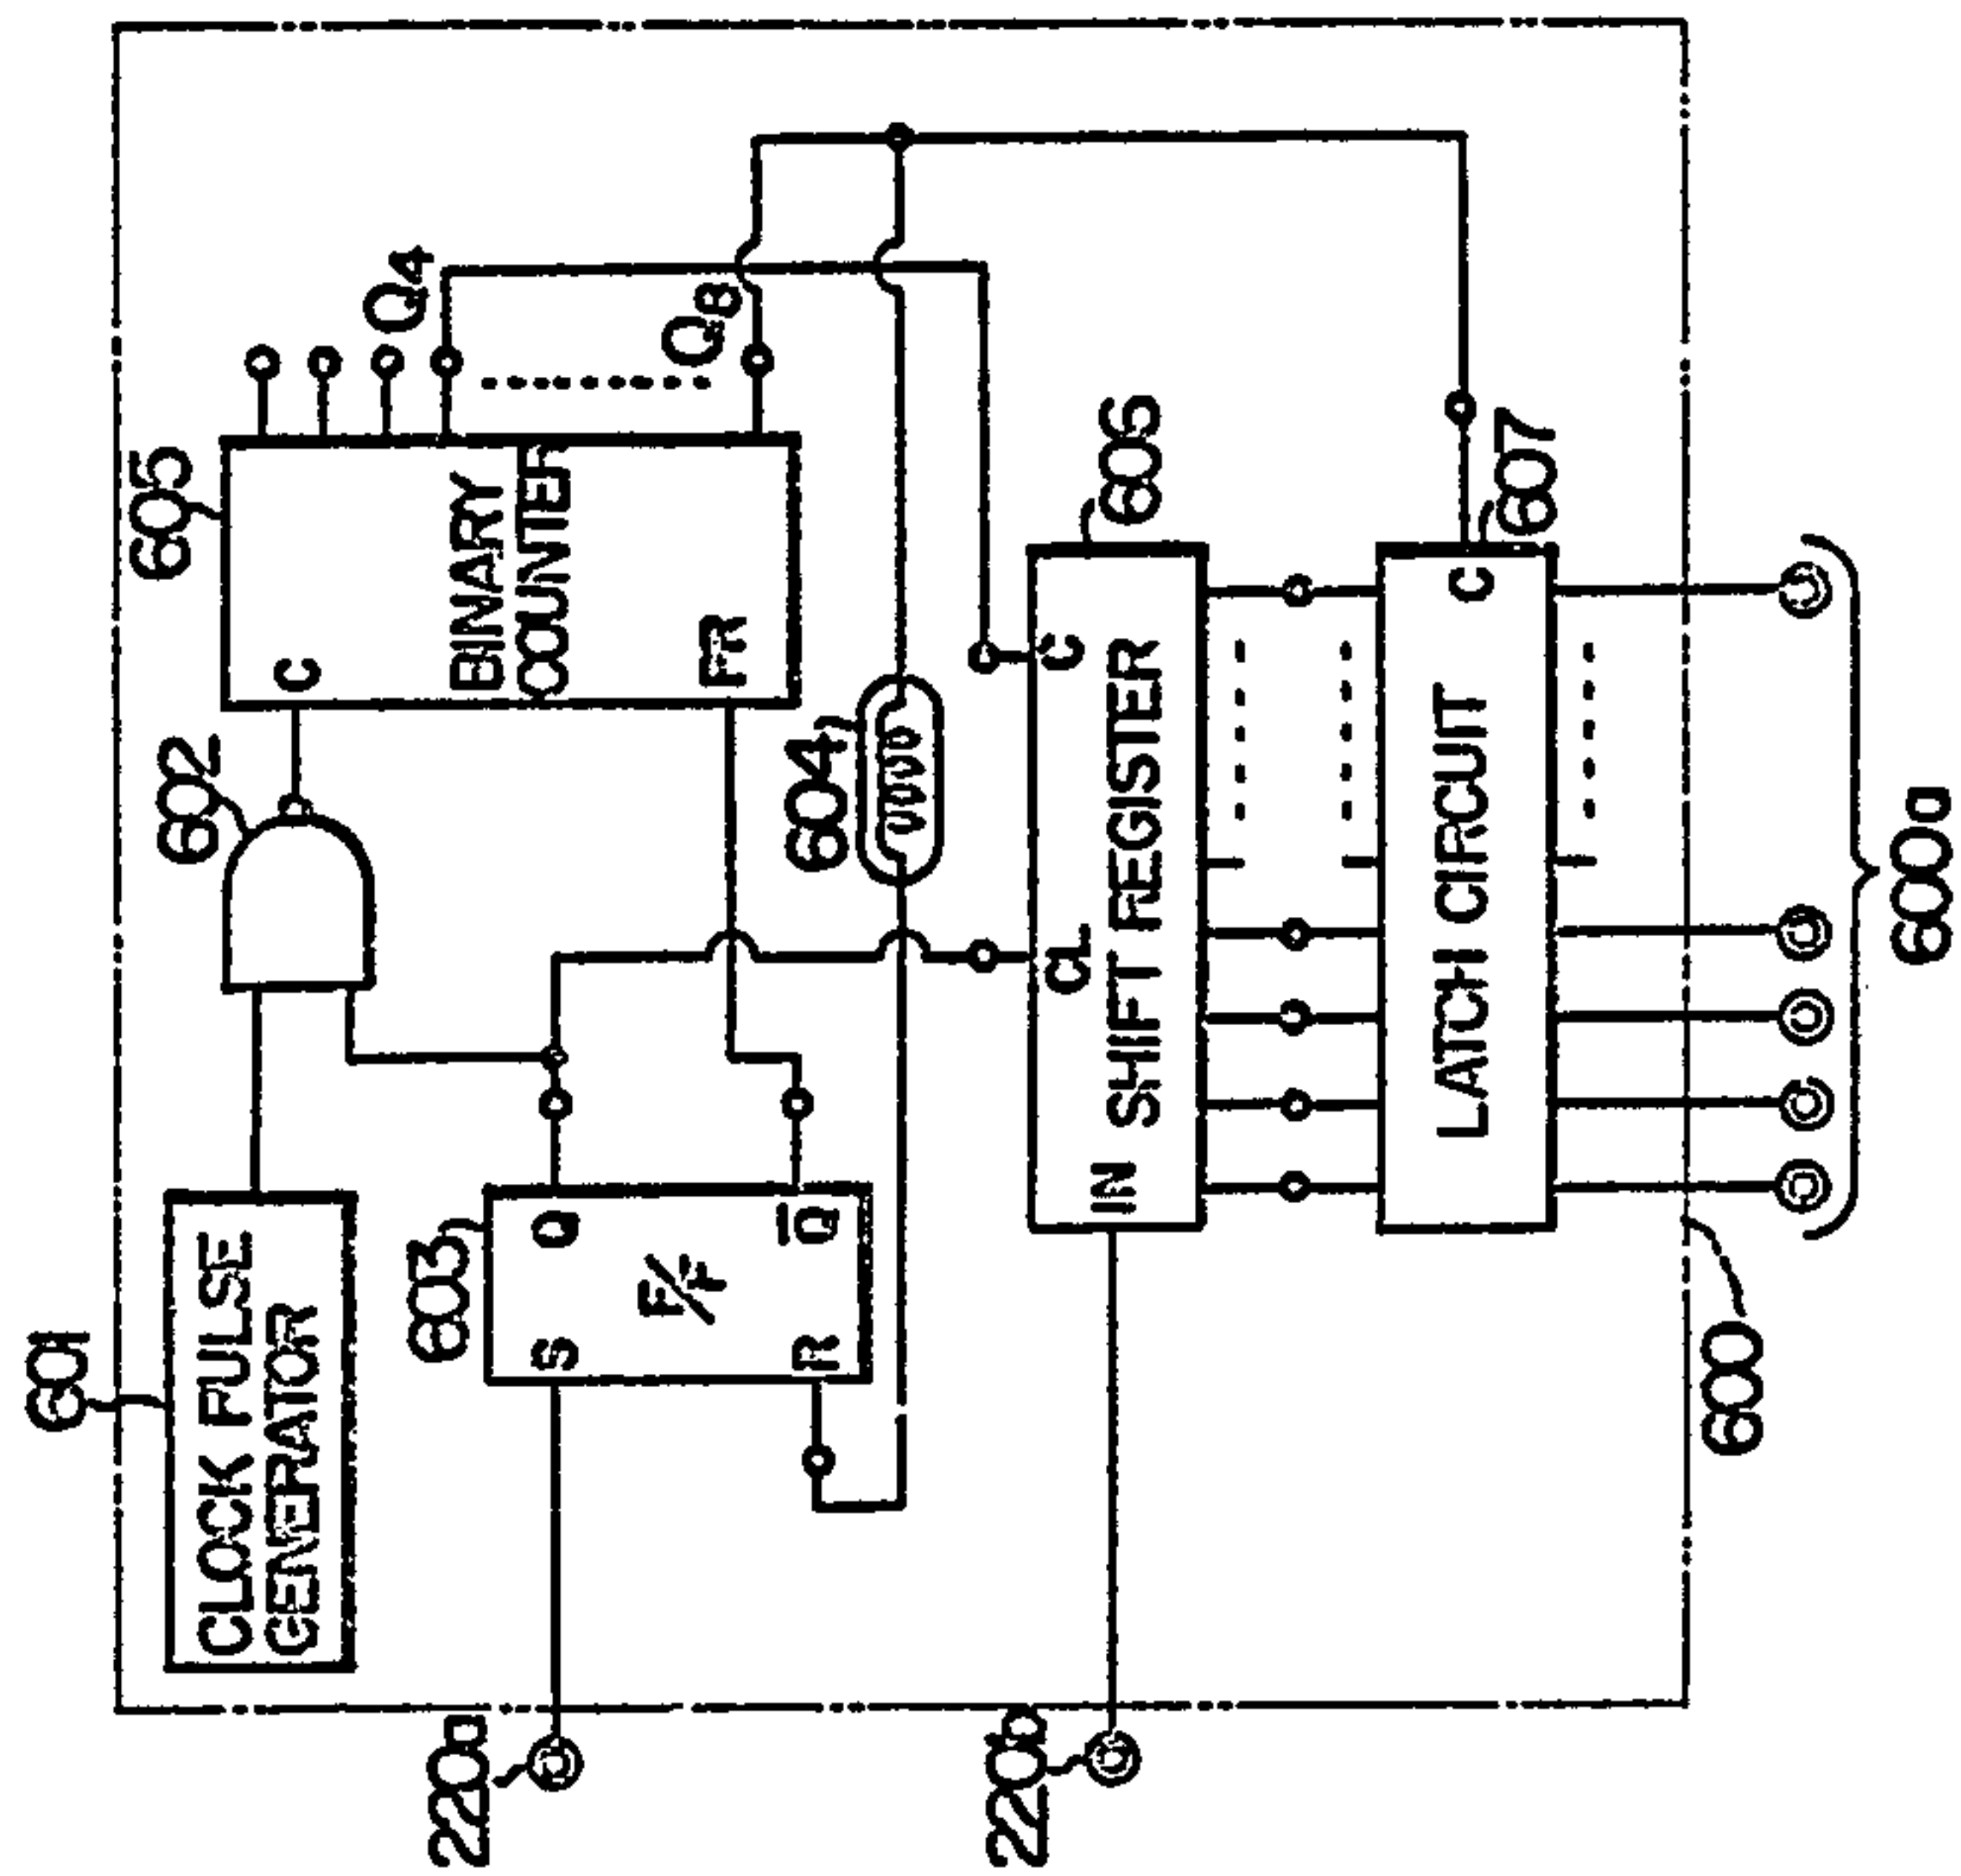 601
CLOCK PULSE
GENERATOR
602
605
C
BINARY
COUNTER
FR
Q4
Q8
220a
603
S
Q
F/F
R
Q̅
604
220b
606
IN
CL
C
SHIFT REGISTER
607
LATCH CIRCUIT
C
600
600a